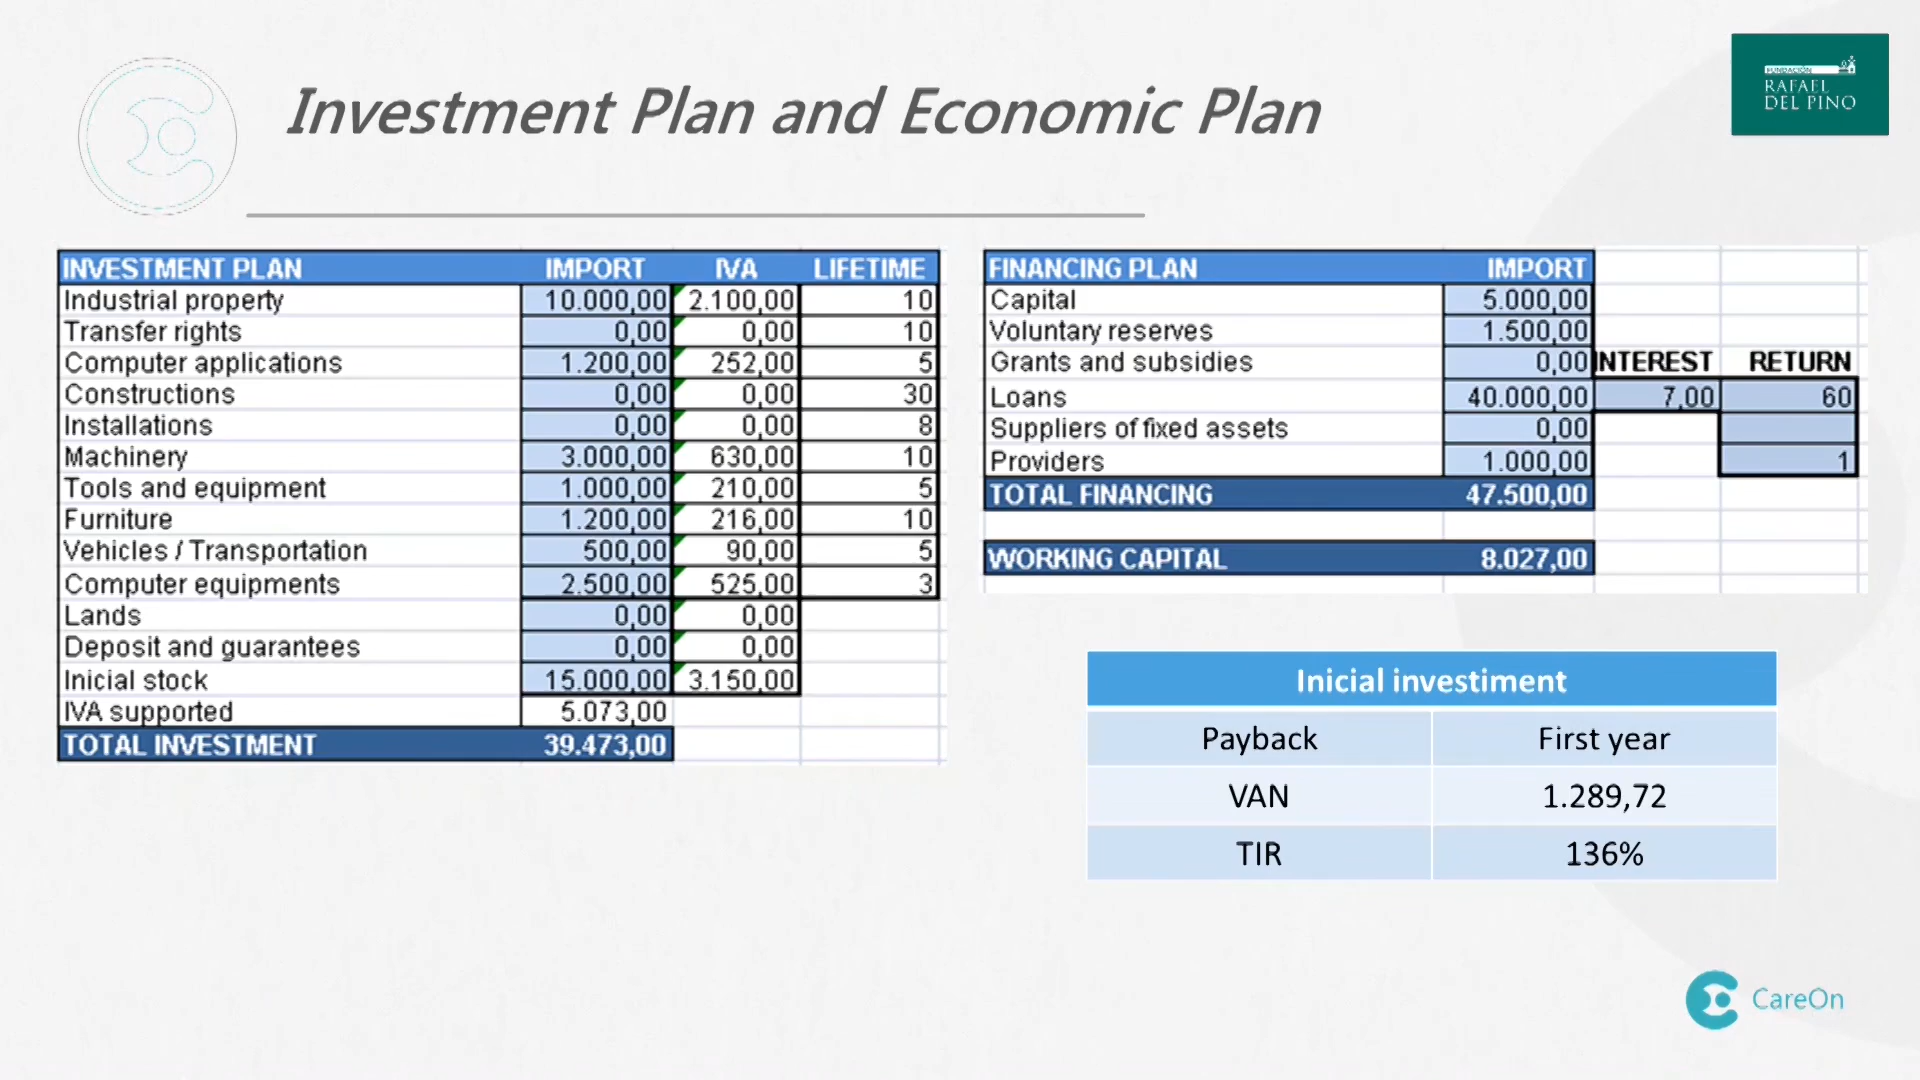 FUNDACIÓN
RAFAEL
DEL PINO
Investment Plan and Economic Plan
INVESTMENT PLAN IMPORT IVA LIFETIME
Industrial property 10.000,00 2.100,00 10
Transfer rights 0,00 0,00 10
Computer applications 1.200,00 252,00 5
Constructions 0,00 0,00 30
Installations 0,00 0,00 8
Machinery 3.000,00 630,00 10
Tools and equipment 1.000,00 210,00 5
Furniture 1.200,00 216,00 10
Vehicles / Transportation 500,00 90,00 5
Computer equipments 2.500,00 525,00 3
Lands 0,00 0,00
Deposit and guarantees 0,00 0,00
Inicial stock 15.000,00 3.150,00
IVA supported 5.073,00
TOTAL INVESTMENT 39.473,00
FINANCING PLAN IMPORT
Capital 5.000,00
Voluntary reserves 1.500,00
Grants and subsidies 0,00 INTEREST RETURN
Loans 40.000,00 7,00 60
Suppliers of fixed assets 0,00
Providers 1.000,00 1
TOTAL FINANCING 47.500,00
WORKING CAPITAL 8.027,00
Inicial investiment
Payback First year
VAN 1.289,72
TIR 136%
CareOn